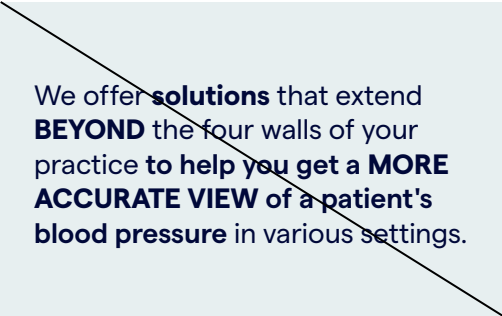 We offer solutions that extend
BEYOND the four walls of your
practice to help you get a MORE
ACCURATE VIEW of a patient's
blood pressure in various settings.